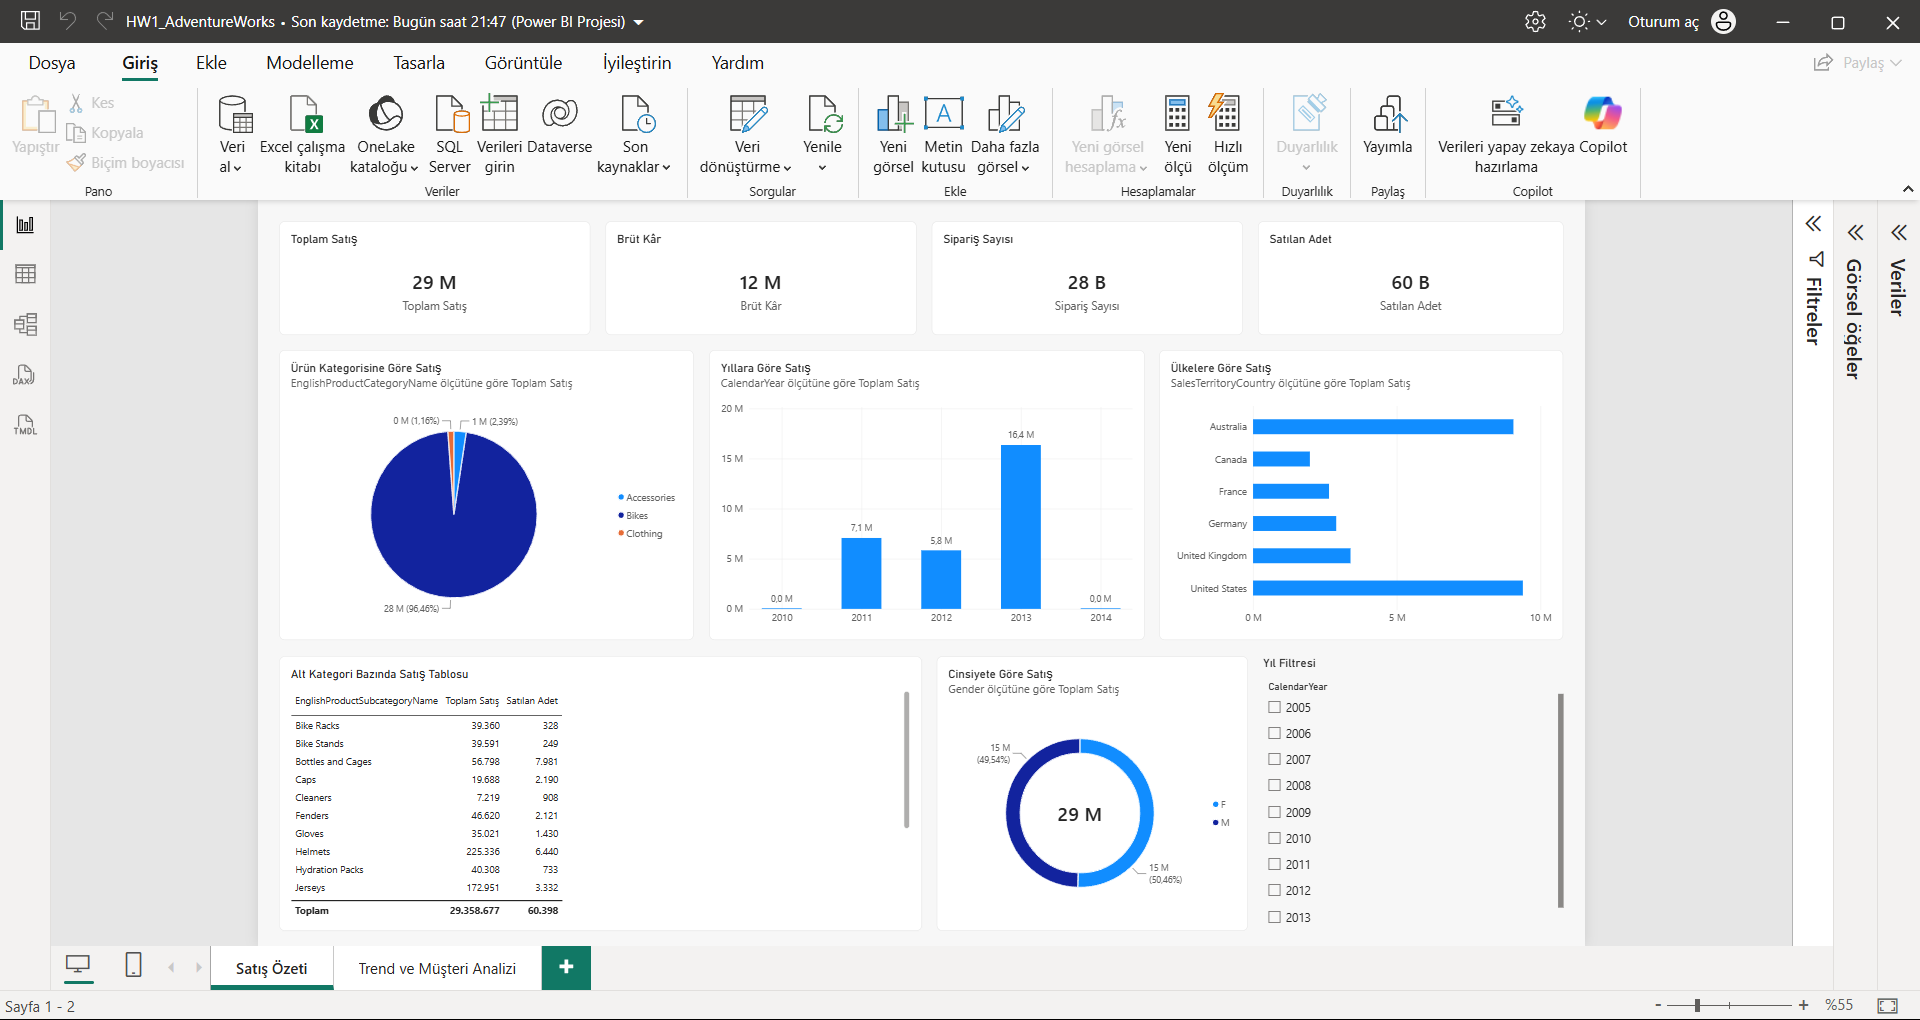 HW1_AdventureWorks • Son kaydetme: Bugün saat 21:47 (Power BI Projesi)
Oturum aç
Dosya
Giriş
Ekle
Modelleme
Tasarla
Görüntüle
İyileştirin
Yardım
Paylaş
Yapıştır
Kes
Kopyala
Biçim boyacısı
Pano
Veri al
Excel çalışma kitabı
OneLake kataloğu
SQL Server
Verileri girin
Dataverse
Son kaynaklar
Veriler
Veri dönüştürme
Yenile
Sorgular
Yeni görsel
Metin kutusu
A
Daha fazla görsel
Ekle
Yeni görsel hesaplama
Yeni ölçü
Hızlı ölçüm
Hesaplamalar
Duyarlılık
Duyarlılık
Yayımla
Paylaş
Verileri yapay zekaya hazırlama
Copilot
Copilot
DAX
TMDL
Toplam Satış
29 M
Toplam Satış
Brüt Kâr
12 M
Brüt Kâr
Sipariş Sayısı
28 B
Sipariş Sayısı
Satılan Adet
60 B
Satılan Adet
Ürün Kategorisine Göre Satış
EnglishProductCategoryName ölçütüne göre Toplam Satış
0 M (1,16%)
1 M (2,39%)
28 M (96,46%)
Accessories
Bikes
Clothing
Yıllara Göre Satış
CalendarYear ölçütüne göre Toplam Satış
20 M
15 M
10 M
5 M
0 M
0,0 M
7,1 M
5,8 M
16,4 M
0,0 M
2010
2011
2012
2013
2014
Ülkelere Göre Satış
SalesTerritoryCountry ölçütüne göre Toplam Satış
Australia
Canada
France
Germany
United Kingdom
United States
0 M
5 M
10 M
Alt Kategori Bazında Satış Tablosu
EnglishProductSubcategoryName Toplam Satış Satılan Adet
Bike Racks 39.360 328
Bike Stands 39.591 249
Bottles and Cages 56.798 7.981
Caps 19.688 2.190
Cleaners 7.219 908
Fenders 46.620 2.121
Gloves 35.021 1.430
Helmets 225.336 6.440
Hydration Packs 40.308 733
Jerseys 172.951 3.332
Toplam 29.358.677 60.398
Cinsiyete Göre Satış
Gender ölçütüne göre Toplam Satış
15 M
(49,54%)
29 M
15 M
(50,46%)
F
M
Yıl Filtresi
CalendarYear
2005
2006
2007
2008
2009
2010
2011
2012
2013
Filtreler
Görsel öğeler
Veriler
Satış Özeti
Trend ve Müşteri Analizi
+
Sayfa 1 - 2
- + %55